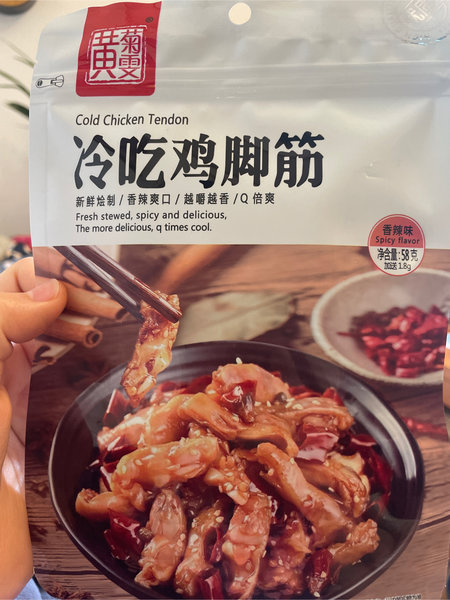 黄菊雯
Cold Chicken Tendon
冷吃鸡脚筋
新鲜烩制 / 香辣爽口 / 越嚼越香 / Q 倍爽
Fresh stewed, spicy and delicious,
The more delicious, q times cool.
香辣味
Spicy flavor
净含量:58克
加送 1.8g